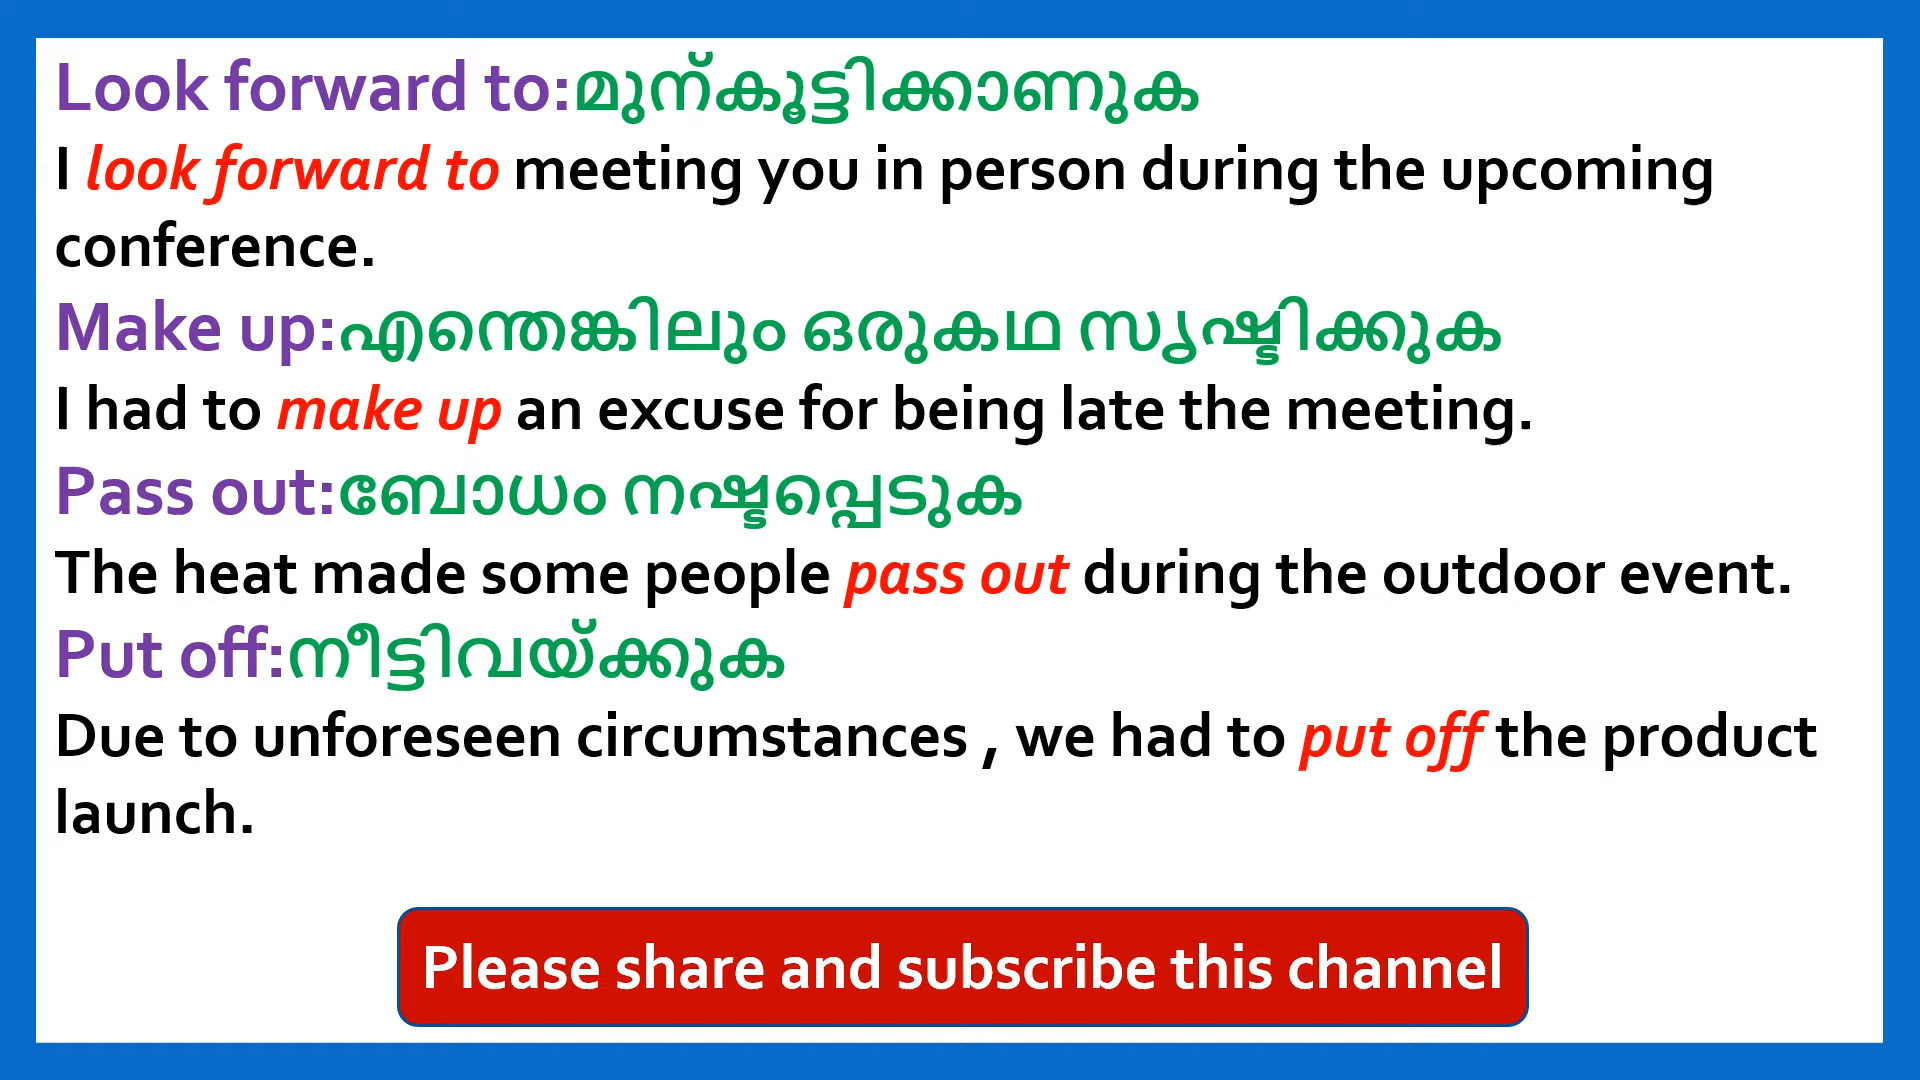 Look forward to:മുന്കൂട്ടിക്കാണുക
I look forward to meeting you in person during the upcoming
conference.
Make up:എന്തെങ്കിലും ഒരുകഥ സൃഷ്ടിക്കുക
I had to make up an excuse for being late the meeting.
Pass out:ബോധം നഷ്ടപ്പെടുക
The heat made some people pass out during the outdoor event.
Put off:നീട്ടിവയ്ക്കുക
Due to unforeseen circumstances , we had to put off the product
launch.
Please share and subscribe this channel